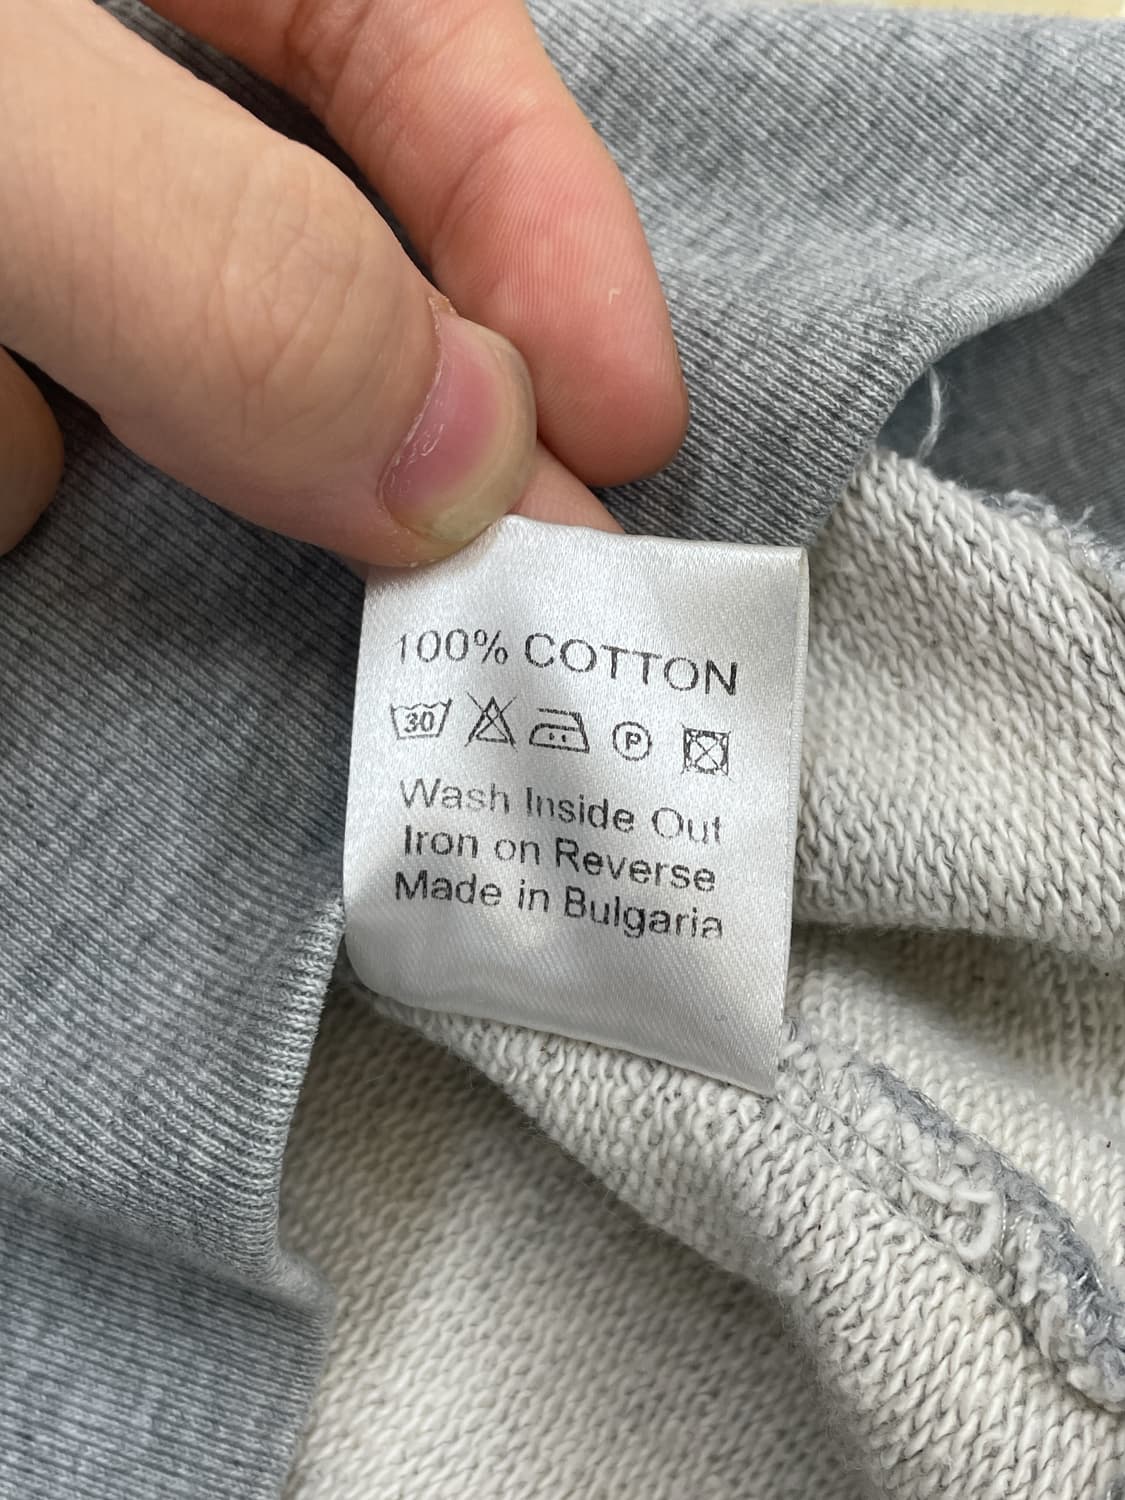 100% COTTON
30 P
Wash Inside Out
Iron on Reverse
Made in Bulgaria